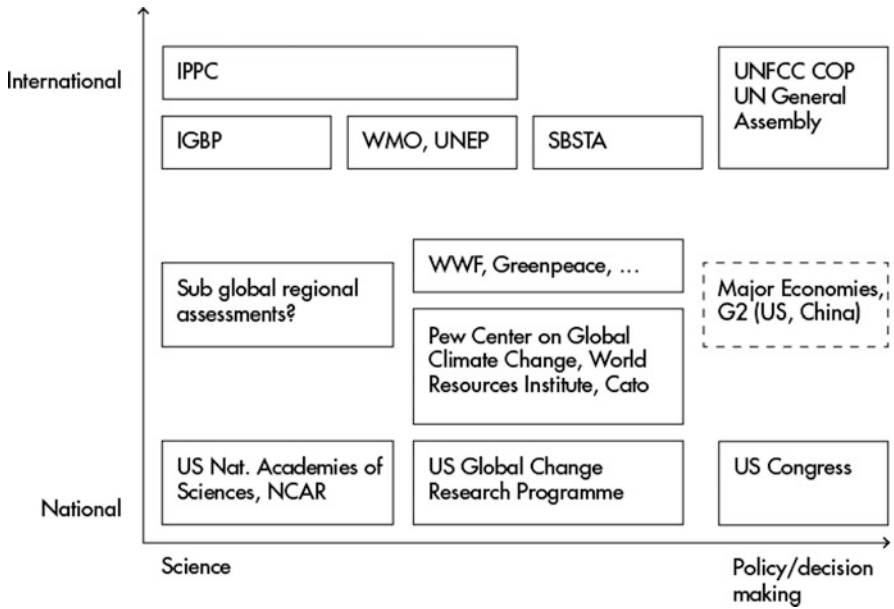 International
IPPC
UNFCC COP
UN General
Assembly
IGBP
WMO, UNEP
SBSTA
Sub global regional
assessments?
WWF, Greenpeace, ...
Major Economies,
G2 (US, China)
Pew Center on Global
Climate Change, World
Resources Institute, Cato
National
US Nat. Academies of
Sciences, NCAR
US Global Change
Research Programme
US Congress
Science
Policy/decision
making